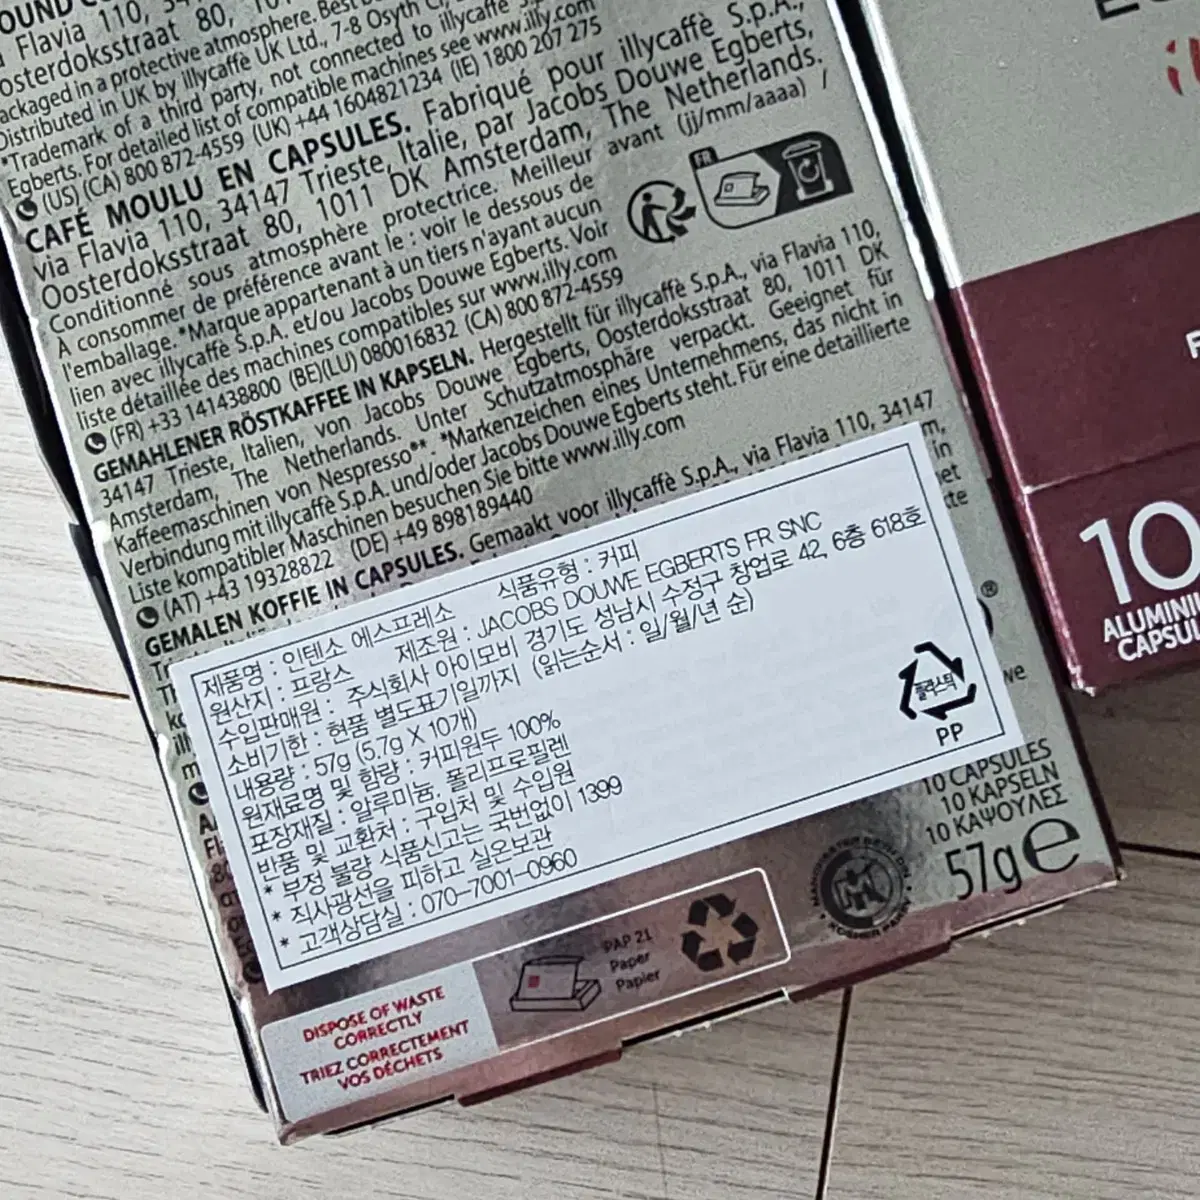 Flavia 110,
Oosterdoksstraat 80,
packaged in a protective atmosphere. Best
Distributed in UK by illycaffè UK Ltd., 7-8 Osyth
*Trademark of a third party, not connected to illycaffè
Egberts. For detailed list of compatible machines see www.illy.com
(US) (CA) 800 872-4559 (UK) +44 1604821234 (IE) 1800 207 275
CAFÉ MOULU EN CAPSULES. Fabriqué pour illycaffè S.p.A.,
via Flavia 110, 34147 Trieste, Italie, par Jacobs Douwe Egberts,
Oosterdoksstraat 80, 1011 DK Amsterdam, The Netherlands.
Conditionné sous atmosphère protectrice. Meilleur avant (jj/mm/aaaa) /
À consommer de préférence avant le : voir le dessous de
l'emballage. *Marque appartenant à un tiers n'ayant aucun
lien avec illycaffè S.p.A. et/ou Jacobs Douwe Egberts. Voir
liste détaillée des machines compatibles sur www.illy.com
(FR) +33 141438800 (BE)(LU) 080016832 (CA) 800 872-4559
FR
GEMAHLENER RÖSTKAFFEE IN KAPSELN. Hergestellt für illycaffè S.p.A., via Flavia 110,
34147 Trieste, Italien, von Jacobs Douwe Egberts, Oosterdoksstraat 80, 1011 DK
Amsterdam, The Netherlands. Unter Schutzatmosphäre verpackt. Geeignet für
Kaffeemaschinen von Nespresso** *Markenzeichen eines Unternehmens, das nicht in
Verbindung mit illycaffè S.p.A. und/oder Jacobs Douwe Egberts steht. Für eine detaillierte
Liste kompatibler Maschinen besuchen Sie bitte www.illy.com
(AT) +43 19328822 (DE) +49 898189440
GEMALEN KOFFIE IN CAPSULES. Gemaakt voor illycaffè S.p.A., via Flavia 110, 34147
제품명 : 인텐소 에스프레소 식품유형 : 커피
원산지 : 프랑스 제조원 : JACOBS DOUWE EGBERTS FR SNC
수입판매원 : 주식회사 아이모비 경기도 성남시 수정구 창업로 42, 6층 618호
소비기한 : 현품 별도표기일까지 (읽는순서 : 일/월/년 순)
내용량 : 57g (5.7g X 10개)
원재료명 및 함량 : 커피원두 100%
포장재질 : 알루미늄, 폴리프로필렌
반품 및 교환처 : 구입처 및 수입원
* 부정 불량 식품신고는 국번없이 1399
* 직사광선을 피하고 실온보관
* 고객상담실 : 070-7001-0960
플라스틱
PP
10 CAPSULES
10 KAPSELN
10 ΚΑΨΟΥΛΕΣ
57g e
PAP 21
Paper
Papier
DISPOSE OF WASTE
CORRECTLY
TRIEZ CORRECTEMENT
VOS DÉCHETS
10